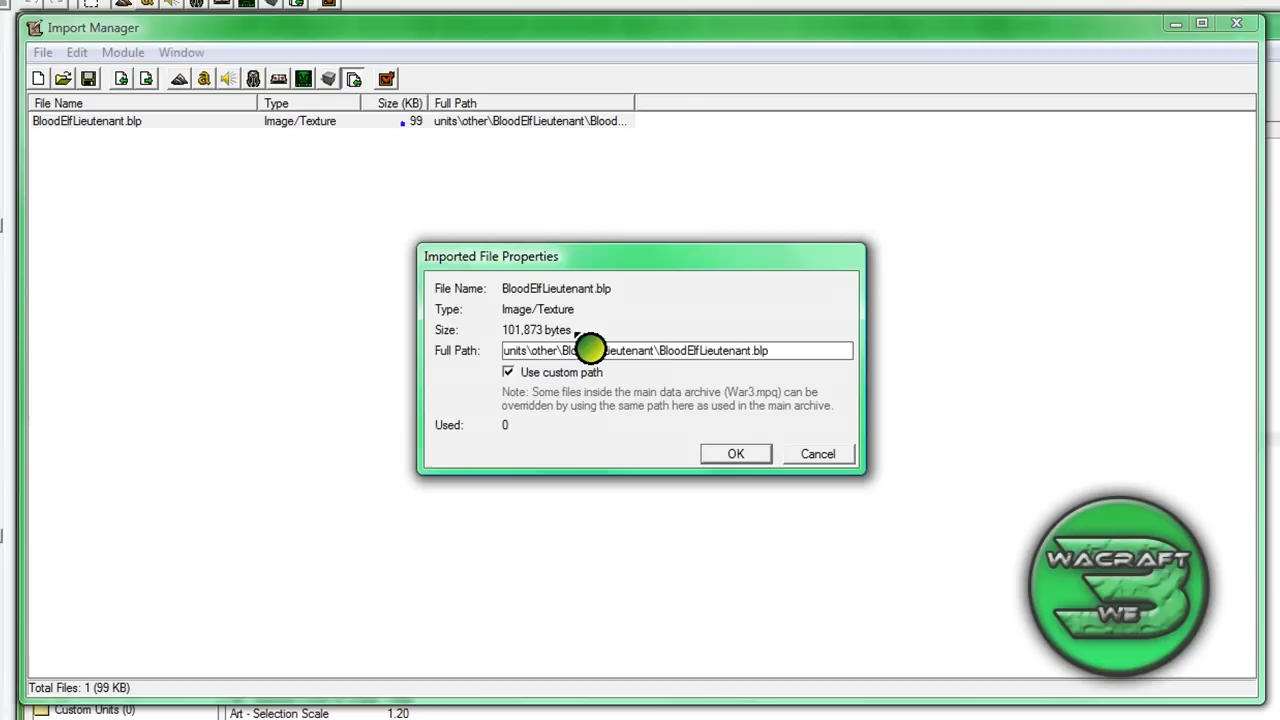 Import Manager
File Edit Module Window
File Name Type Size (KB) Full Path
BloodElfLieutenant.blp Image/Texture 99 units\other\BloodElfLieutenant\Blood...
Imported File Properties
File Name: BloodElfLieutenant.blp
Type: Image/Texture
Size: 101,873 bytes
Full Path: units\other\Blo ieutenant\BloodElfLieutenant.blp
Use custom path
Note: Some files inside the main data archive (War3.mpq) can be
overridden by using the same path here as used in the main archive.
Used: 0
OK Cancel
WACRAFT
3
WE
Total Files: 1 (99 KB)
Custom Units (0)
Art - Selection Scale 1.20